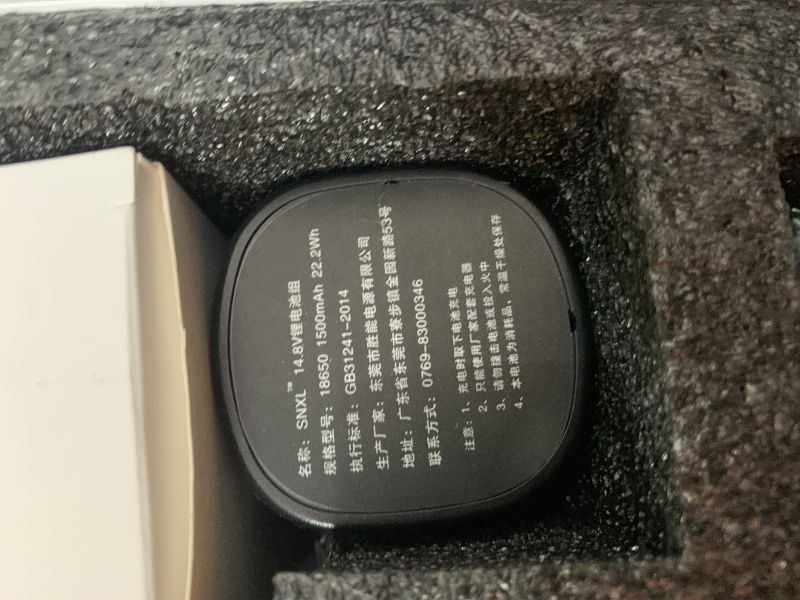 名称：SNXL™ 14.8V锂电池组
规格型号：18650 1500mAh 22.2Wh
执行标准：GB31241-2014
生产厂家：东莞市胜能电源有限公司
地址：广东省东莞市寮步镇金园新路53号
联系方式：0769-83000346
注意：1、充电时取下电池充电
2、只能使用厂家配套充电器
3、请勿撞击电池或投入火中
4、本电池为消耗品，常温干燥处保存